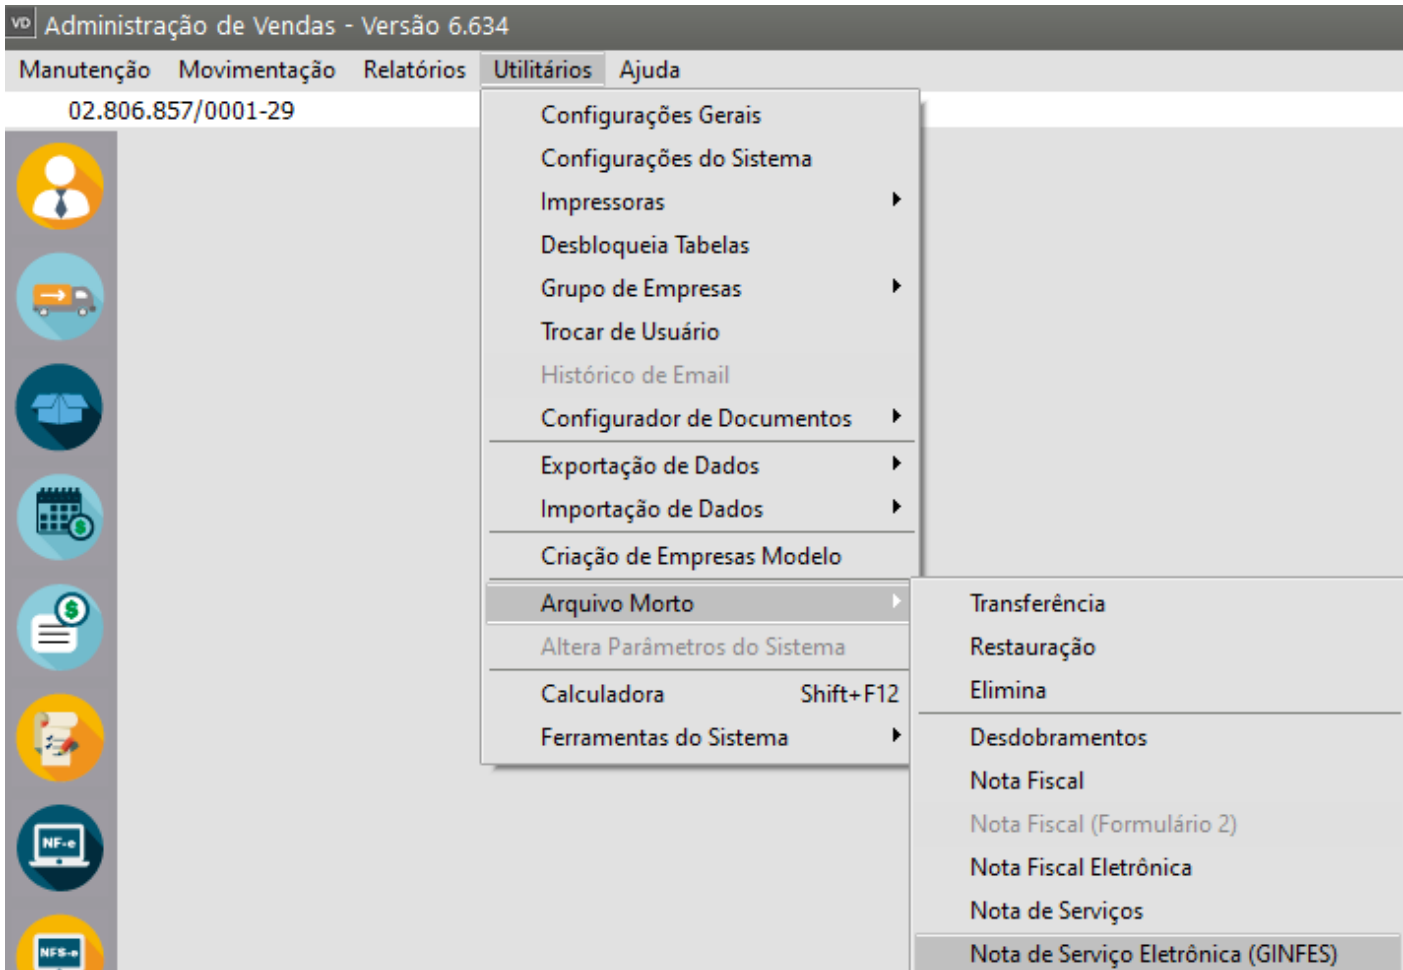 VD Administração de Vendas - Versão 6.634
Manutenção Movimentação Relatórios Utilitários Ajuda
02.806.857/0001-29
Configurações Gerais
Configurações do Sistema
Impressoras
Desbloqueia Tabelas
Grupo de Empresas
Trocar de Usuário
Histórico de Email
Configurador de Documentos
Exportação de Dados
Importação de Dados
Criação de Empresas Modelo
Arquivo Morto
Altera Parâmetros do Sistema
Calculadora Shift+F12
Ferramentas do Sistema
Transferência
Restauração
Elimina
Desdobramentos
Nota Fiscal
Nota Fiscal (Formulário 2)
Nota Fiscal Eletrônica
Nota de Serviços
Nota de Serviço Eletrônica (GINFES)
$
$
NF-e
NFS-e